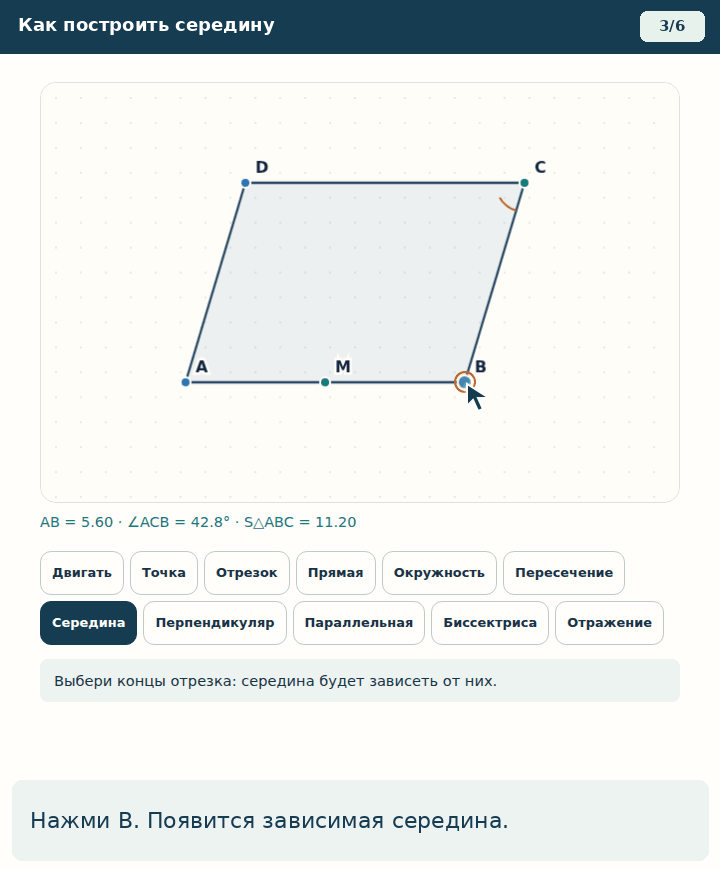 Как построить середину
3/6
D
C
A
M
B
AB = 5.60 · ∠ACB = 42.8° · S△ABC = 11.20
Двигать Точка Отрезок Прямая Окружность Пересечение
Середина Перпендикуляр Параллельная Биссектриса Отражение
Выбери концы отрезка: середина будет зависеть от них.
Нажми B. Появится зависимая середина.